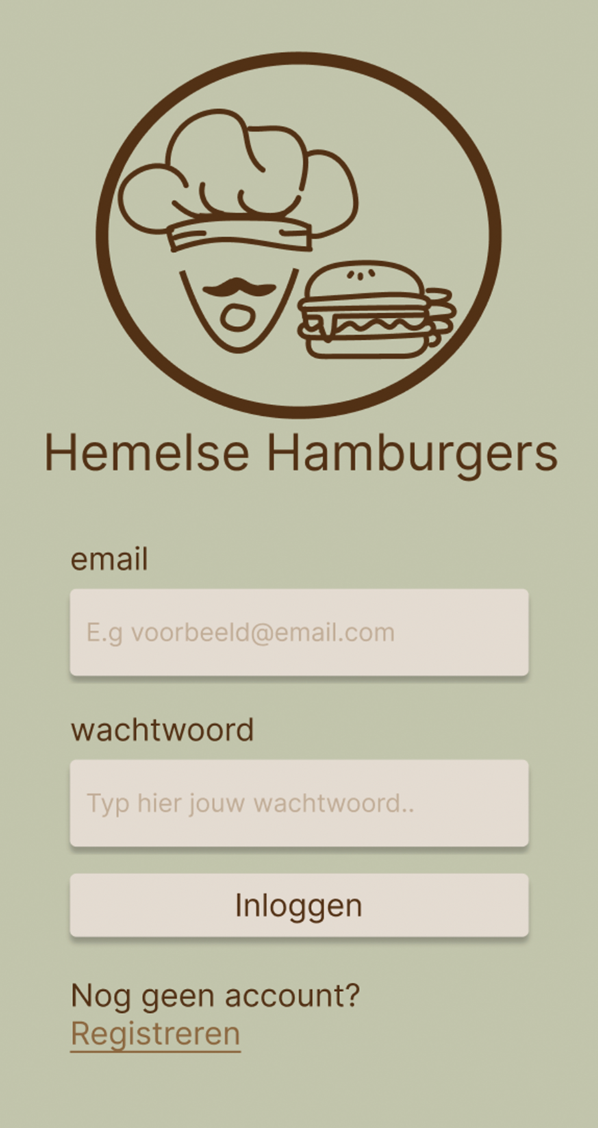 Hemelse Hamburgers
email
E.g voorbeeld@email.com
wachtwoord
Typ hier jouw wachtwoord..
Inloggen
Nog geen account?
Registreren